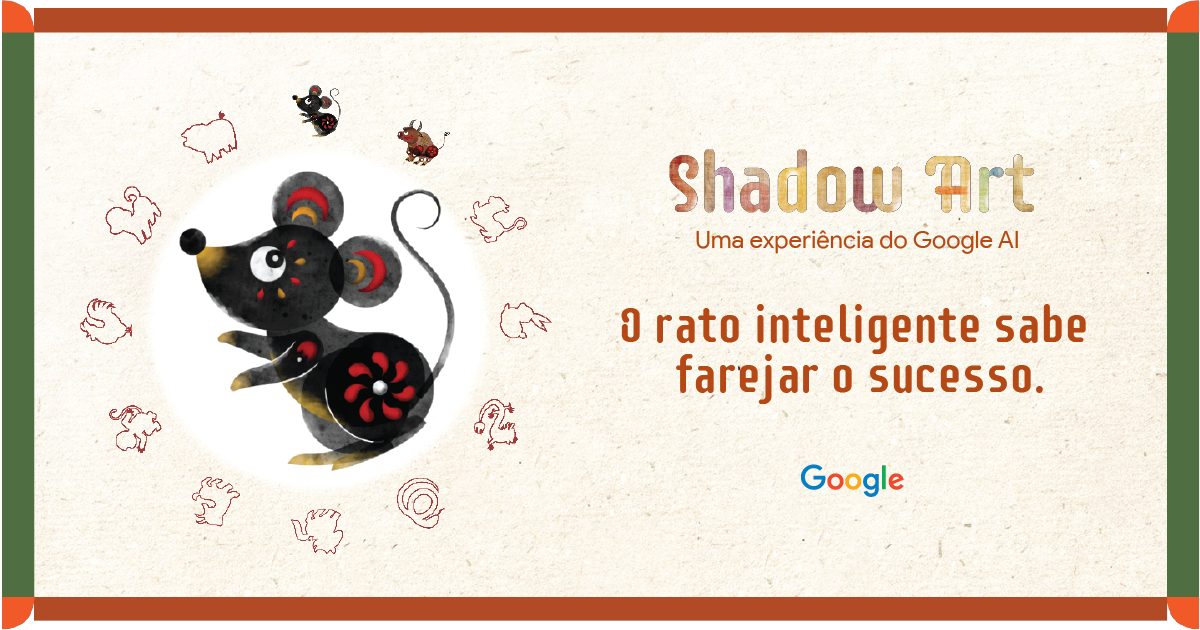 Shadow Art
Uma experiência do Google AI
O rato inteligente sabe
farejar o sucesso.
Google